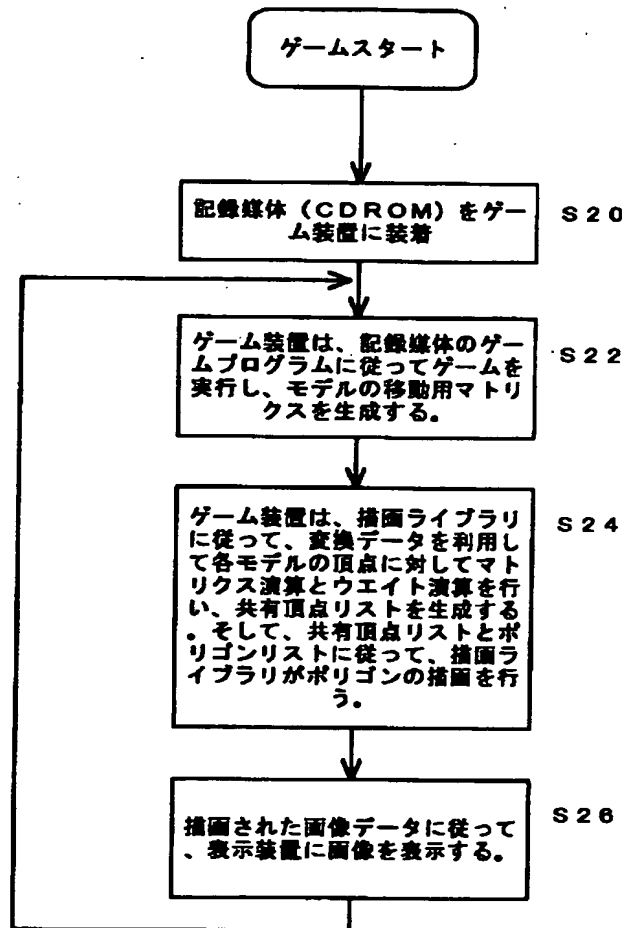 ゲームスタート
記録媒体（CDROM）をゲー
ム装置に装着
S20
ゲーム装置は、記録媒体のゲー
ムプログラムに従ってゲームを
実行し、モデルの移動用マトリ
クスを生成する。
S22
ゲーム装置は、描画ライブラリ
に従って、変換データを利用し
て各モデルの頂点に対してマト
リクス演算とウエイト演算を行
い、共有頂点リストを生成する
。そして、共有頂点リストとポ
リゴンリストに従って、描画ラ
イブラリがポリゴンの描画を行
う。
S24
描画された画像データに従って
、表示装置に画像を表示する。
S26